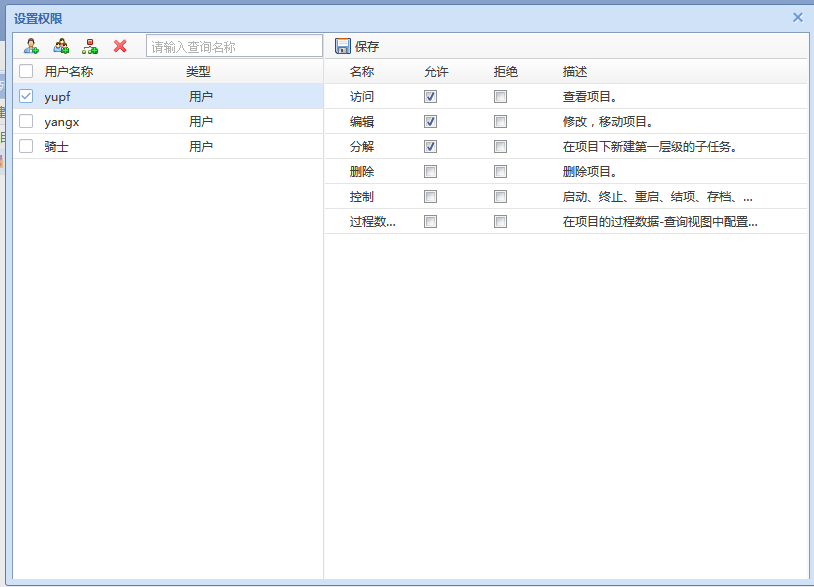 设置权限
请输入查询名称 保存
用户名称 类型 名称 允许 拒绝 描述
yupf 用户 访问 查看项目。
yangx 用户 编辑 修改，移动项目。
骑士 用户 分解 在项目下新建第一层级的子任务。
删除 删除项目。
控制 启动、终止、重启、结项、存档、...
过程数... 在项目的过程数据-查询视图中配置...